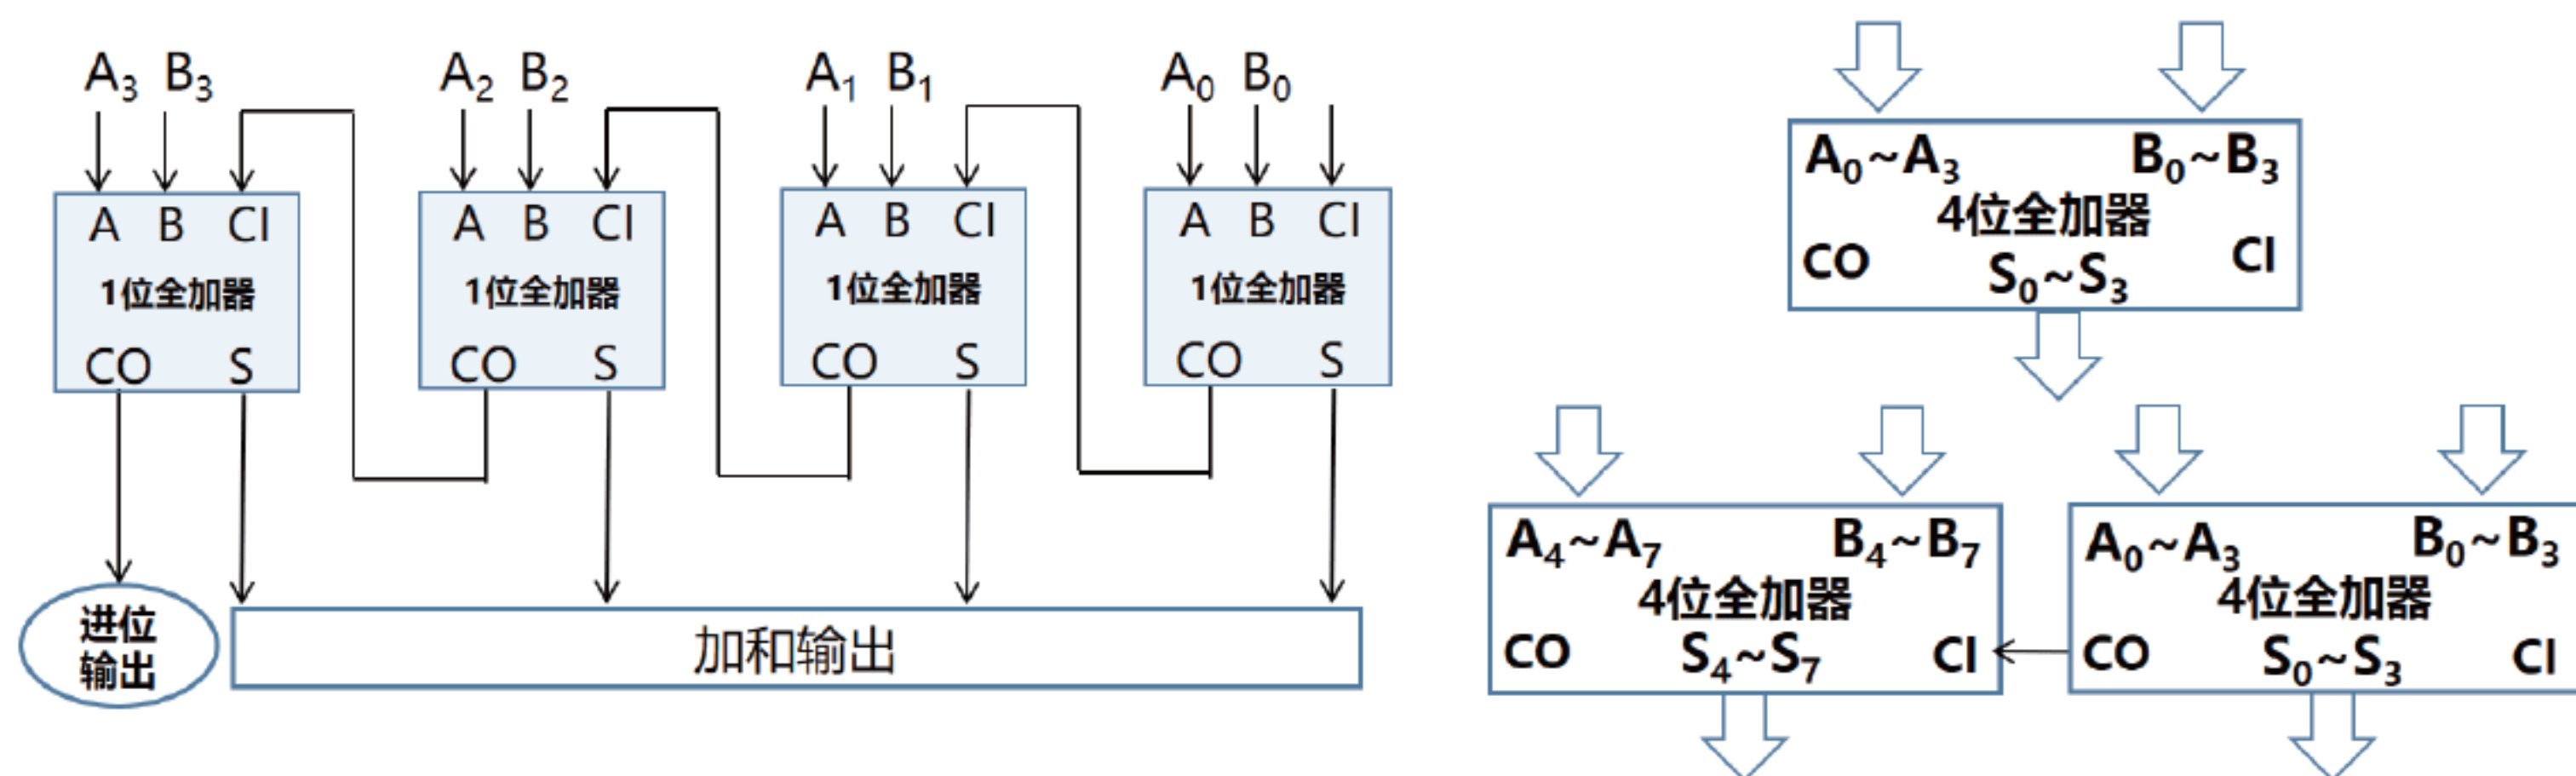 A₃ B₃
A₂ B₂
A₁ B₁
A₀ B₀
A B CI
1位全加器
CO S
A B CI
1位全加器
CO S
A B CI
1位全加器
CO S
A B CI
1位全加器
CO S
进位
输出
加和输出
A₀~A₃ B₀~B₃
4位全加器
CO S₀~S₃ CI
A₄~A₇ B₄~B₇
4位全加器
CO S₄~S₇ CI
A₀~A₃ B₀~B₃
4位全加器
CO S₀~S₃ CI